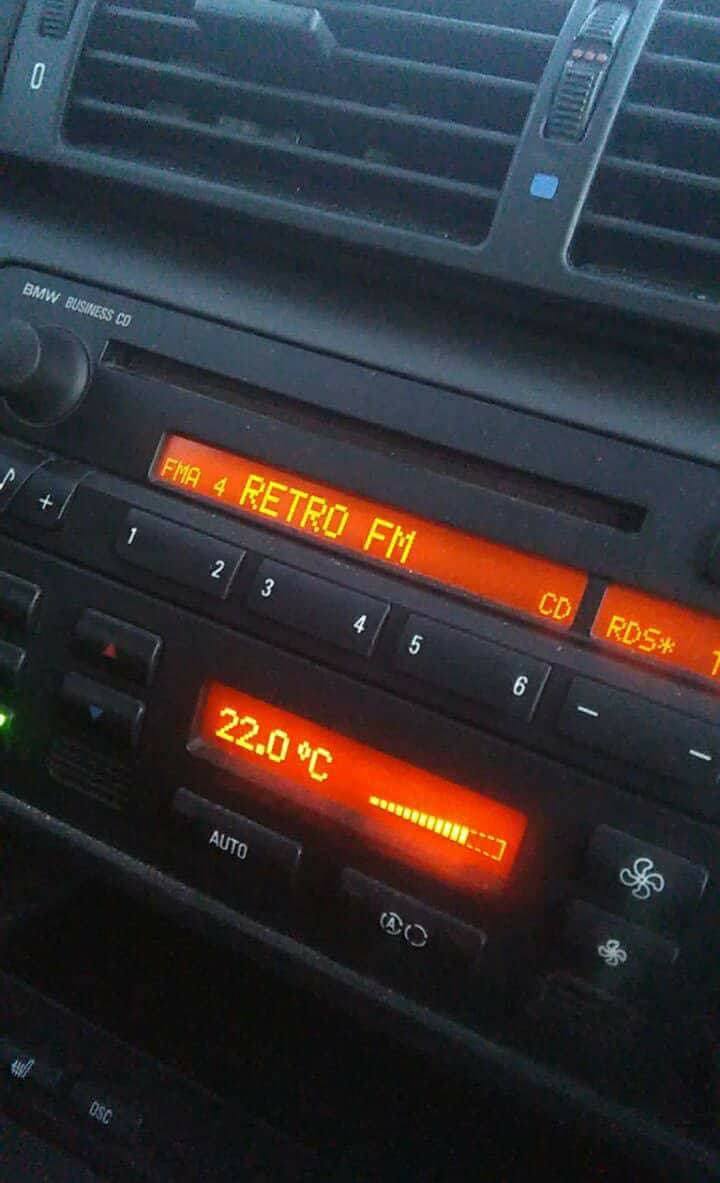 0
BMW BUSINESS CD
FMA 4 RETRO FM
CD
RDS* T
+
1 2 3 4 5 6
22.0 °C
AUTO
A
DSC